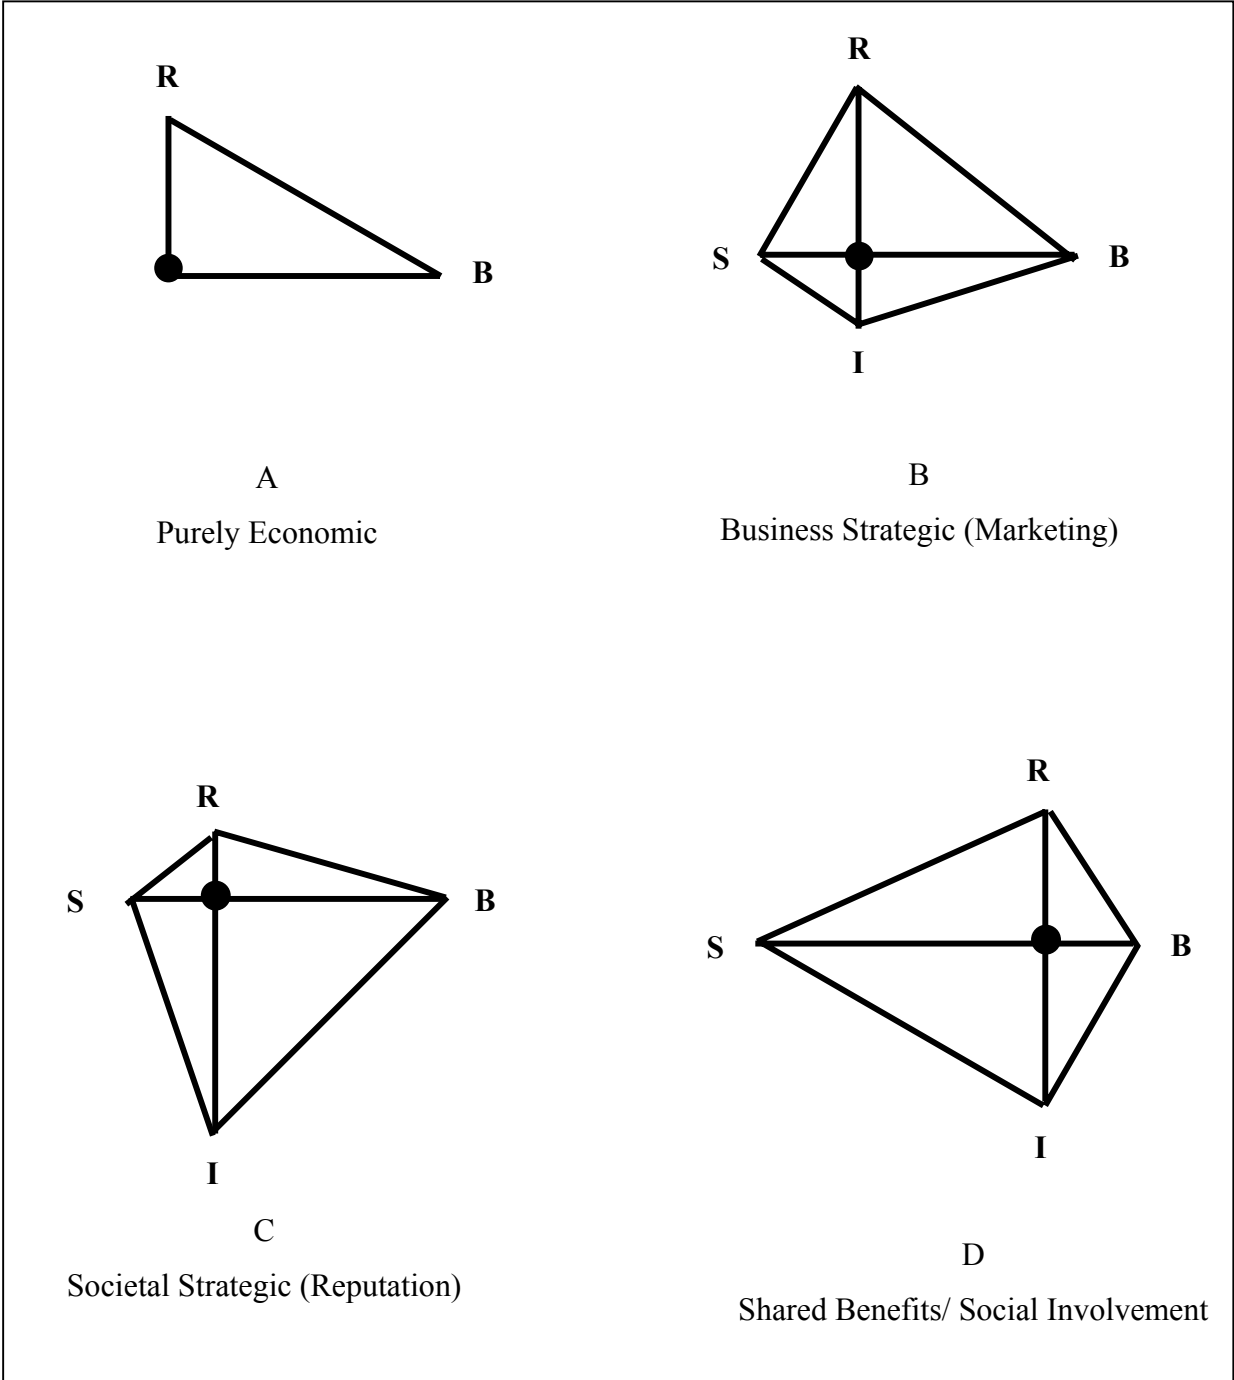 R
B
A
Purely Economic
R
S
B
I
B
Business Strategic (Marketing)
R
S
B
I
C
Societal Strategic (Reputation)
R
S
B
I
D
Shared Benefits/ Social Involvement